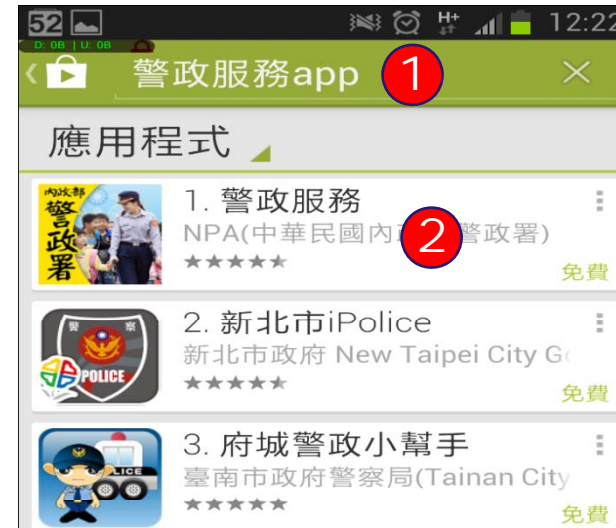 52 H+ 12:22
D: 0B | U: 0B
警政服務app 1
應用程式
內政部
警政署
1. 警政服務
NPA(中華民國內 2 警政署)
免費
POLICE
2. 新北市iPolice
新北市政府 New Taipei City G
免費
3. 府城警政小幫手
臺南市政府警察局(Tainan City
免費